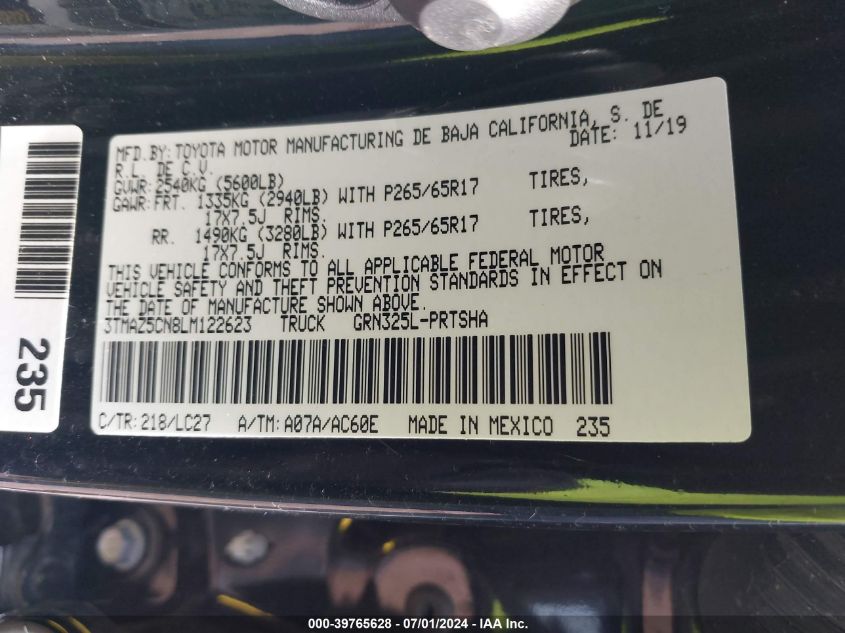 MFD.BY: TOYOTA MOTOR MANUFACTURING DE BAJA CALIFORNIA, S. DE
R.L. DE C.V. DATE: 11/19
GVWR: 2540KG (5600LB)
GAWR: FRT. 1335KG (2940LB) WITH P265/65R17 TIRES,
17X7.5J RIMS.
RR. 1490KG (3280LB) WITH P265/65R17 TIRES,
17X7.5J RIMS.
THIS VEHICLE CONFORMS TO ALL APPLICABLE FEDERAL MOTOR
VEHICLE SAFETY AND THEFT PREVENTION STANDARDS IN EFFECT ON
THE DATE OF MANUFACTURE SHOWN ABOVE.
3TMAZ5CN8LM122623 TRUCK GRN325L-PRTSHA
C/TR: 218/LC27 A/TM: A07A/AC60E MADE IN MEXICO 235
235
000-39765628 - 07/01/2024 - IAA Inc.